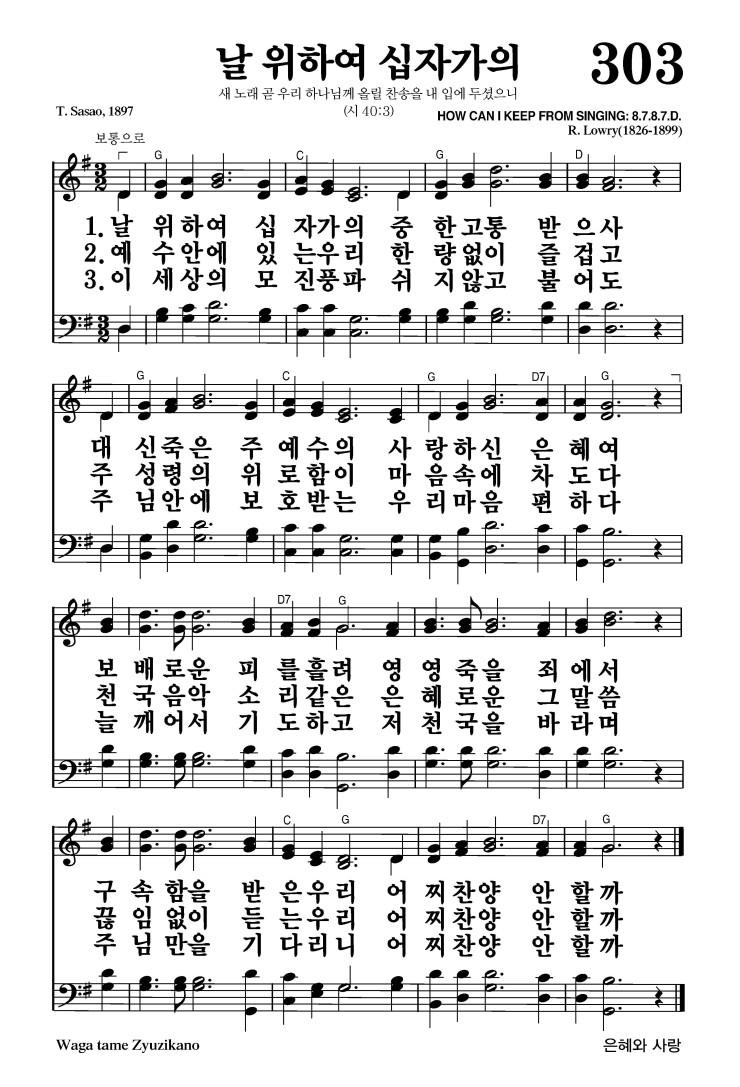 날 위하여 십자가의 303
새 노래 곧 우리 하나님께 올릴 찬송을 내 입에 두셨으니
(시 40:3)
T. Sasao, 1897
HOW CAN I KEEP FROM SINGING: 8.7.8.7.D.
R. Lowry(1826-1899)
보통으로
G C G D
1. 날 위하여 십 자가의 중 한고통 받 으사
2. 예 수안에 있 는우리 한 량없이 즐 겁고
3. 이 세상의 모 진풍파 쉬 지않고 불 어도
G C G D7 G
대 신죽은 주 예수의 사 랑하신 은 혜여
주 성령의 위 로함이 마 음속에 차 도다
주 님안에 보 호받는 우 리마음 편 하다
D7 G
보 배로운 피 를흘려 영 영죽을 죄 에서
천 국음악 소 리같은 은 혜로운 그 말씀
늘 깨어서 기 도하고 저 천국을 바 라며
C G D7 G
구 속함을 받 은우리 어 찌찬양 안 할까
끊 임없이 듣 는우리 어 찌찬양 안 할까
주 님만을 기 다리니 어 찌찬양 안 할까
Waga tame Zyuzikano
은혜와 사랑